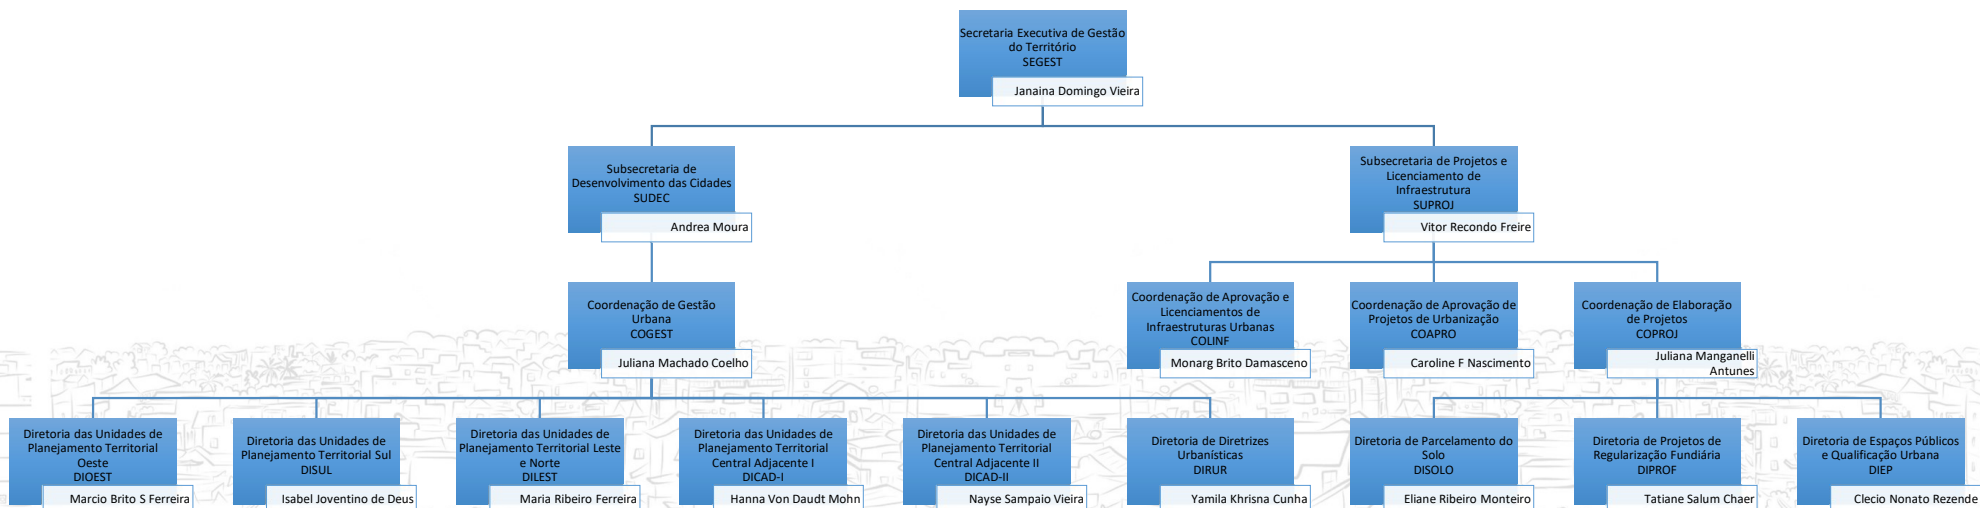 Secretaria Executiva de Gestão
do Território
SEGEST
Janaina Domingo Vieira
Subsecretaria de
Desenvolvimento das Cidades
SUDEC
Andrea Moura
Subsecretaria de Projetos e
Licenciamento de
Infraestrutura
SUPROJ
Vitor Recondo Freire
Coordenação de Gestão
Urbana
COGEST
Juliana Machado Coelho
Coordenação de Aprovação e
Licenciamentos de
Infraestruturas Urbanas
COLINF
Monarg Brito Damasceno
Coordenação de Aprovação de
Projetos de Urbanização
COAPRO
Caroline F Nascimento
Coordenação de Elaboração
de Projetos
COPROJ
Juliana Manganelli
Antunes
Diretoria das Unidades de
Planejamento Territorial
Oeste
DIOEST
Marcio Brito S Ferreira
Diretoria das Unidades de
Planejamento Territorial Sul
DISUL
Isabel Joventino de Deus
Diretoria das Unidades de
Planejamento Territorial Leste
e Norte
DILEST
Maria Ribeiro Ferreira
Diretoria das Unidades de
Planejamento Territorial
Central Adjacente I
DICAD-I
Hanna Von Daudt Mohn
Diretoria das Unidades de
Planejamento Territorial
Central Adjacente II
DICAD-II
Nayse Sampaio Vieira
Diretoria de Diretrizes
Urbanísticas
DIRUR
Yamila Khrisna Cunha
Diretoria de Parcelamento do
Solo
DISOLO
Eliane Ribeiro Monteiro
Diretoria de Projetos de
Regularização Fundiária
DIPROF
Tatiane Salum Chaer
Diretoria de Espaços Públicos
e Qualificação Urbana
DIEP
Clecio Nonato Rezende